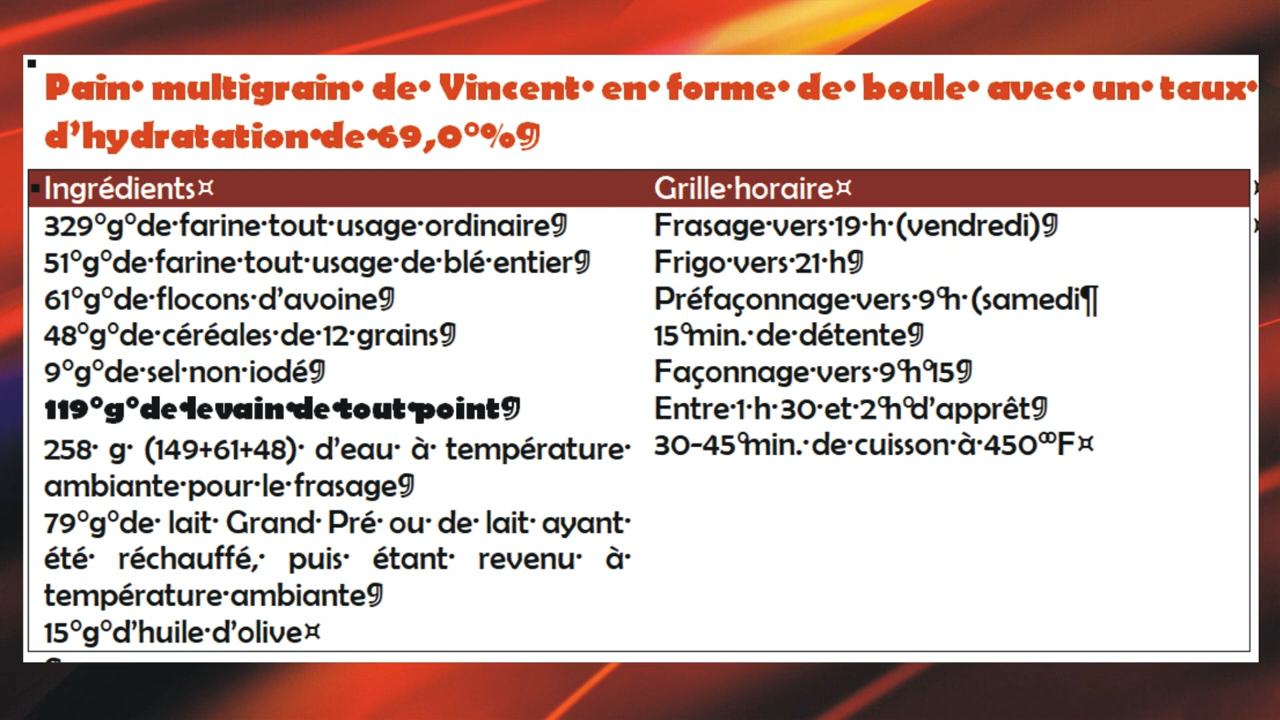 Pain multigrain de Vincent en forme de boule avec un taux
d’hydratation de 69,0 %
Ingrédients
329 g de farine tout usage ordinaire
51 g de farine tout usage de blé entier
61 g de flocons d’avoine
48 g de céréales de 12 grains
9 g de sel non iodé
119 g de levain de tout point
258 g (149+61+48) d’eau à température
ambiante pour le frasage
79 g de lait Grand Pré ou de lait ayant
été réchauffé, puis étant revenu à
température ambiante
15 g d’huile d’olive
Grille horaire
Frasage vers 19 h (vendredi)
Frigo vers 21 h
Préfaçonnage vers 9 h (samedi
15 min. de détente
Façonnage vers 9 h 15
Entre 1 h 30 et 2 h d’apprêt
30-45 min. de cuisson à 450 °F